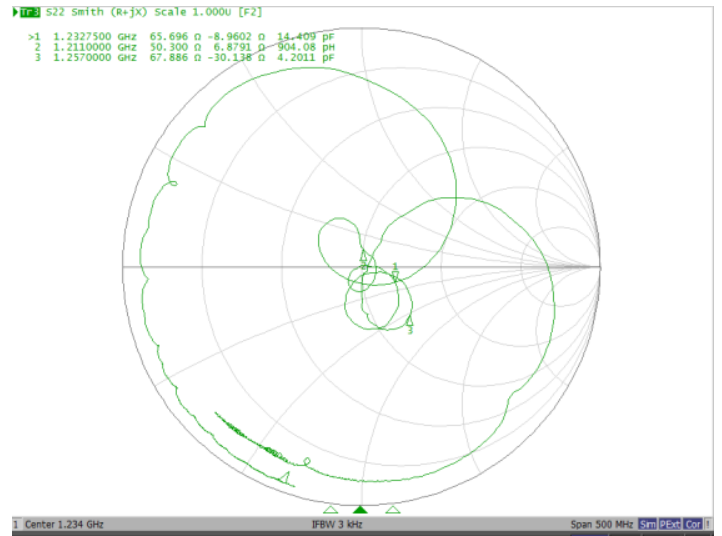 Tr3 S22 Smith (R+jX) Scale 1.000U [F2]
>1 1.2327500 GHz 65.696 Ω -8.9602 Ω 14.409 pF
2 1.2110000 GHz 50.300 Ω 6.8791 Ω 904.08 pH
3 1.2570000 GHz 67.886 Ω -30.138 Ω 4.2011 pF
1
3
1 Center 1.234 GHz IFBW 3 kHz Span 500 MHz Sim PExt Cor !